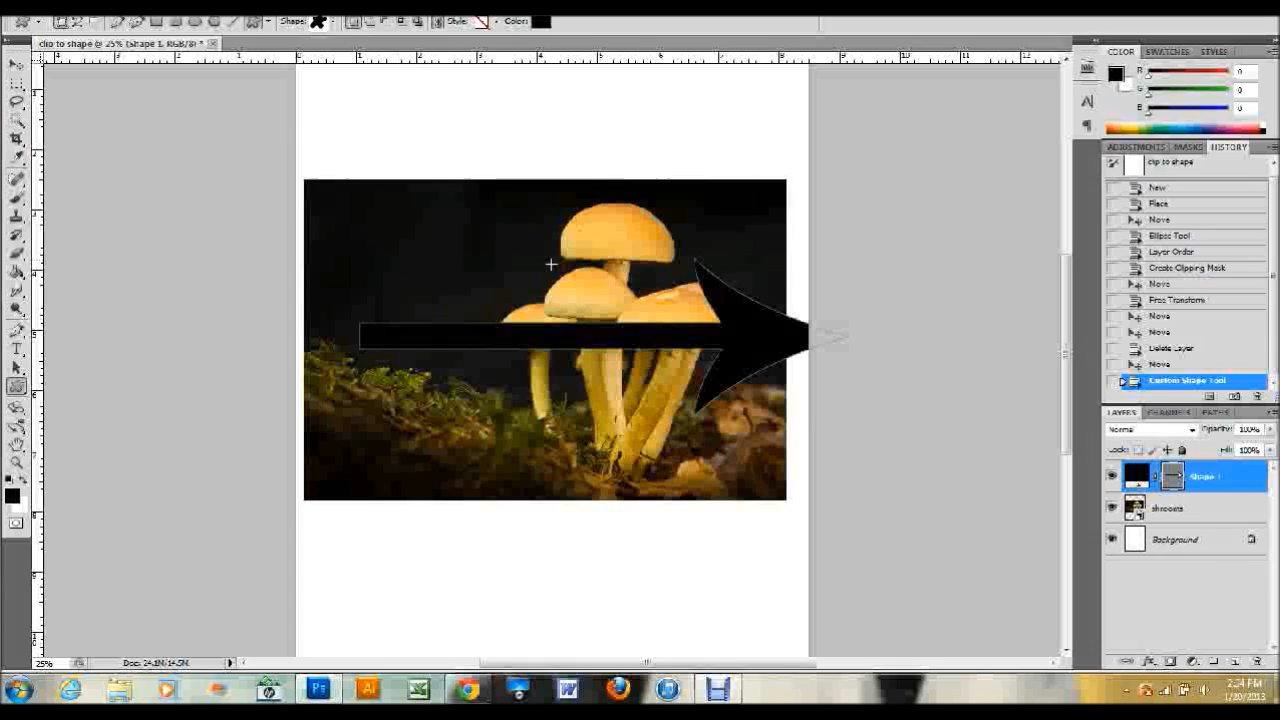 Shape: Style: Color:
clip to shape @ 25% (Shape 1, RGB/8) *
COLOR SWATCHES STYLES
R 0
G 0
B 0
ADJUSTMENTS MASKS HISTORY
clip to shape
New
Place
Move
Ellipse Tool
Layer Order
Create Clipping Mask
Move
Free Transform
Move
Move
Delete Layer
Move
Custom Shape Tool
LAYERS CHANNELS PATHS
Normal Opacity: 100%
Lock: Fill: 100%
Shape 1
shrooms
Background
25% Doc: 24.1M/14.5M
2:54 PM
1/20/2013